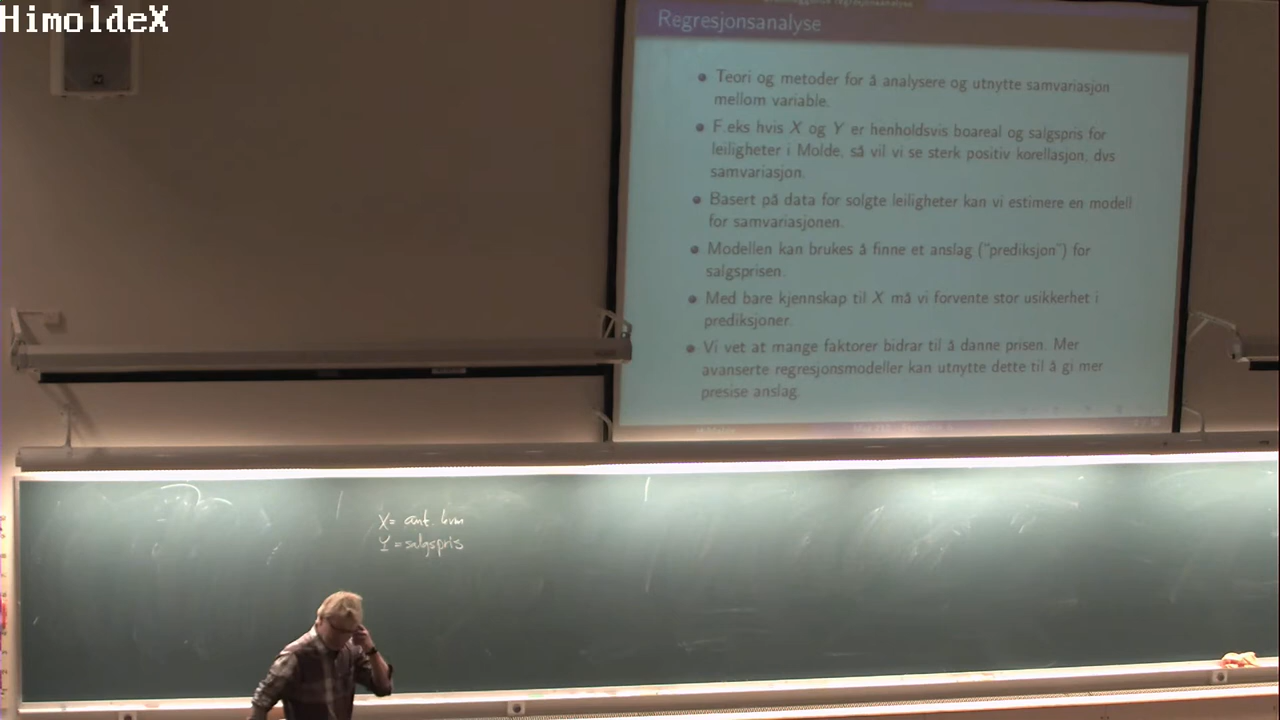 HimoldeX
Regresjonsanalyse
Teori og metoder for å analysere og utnytte samvariasjon
mellom variable.
F.eks hvis X og Y er henholdsvis boareal og salgspris for
leiligheter i Molde, så vil vi se sterk positiv korellasjon, dvs
samvariasjon.
Basert på data for solgte leiligheter kan vi estimere en modell
for samvariasjonen.
Modellen kan brukes å finne et anslag ("prediksjon") for
salgsprisen.
Med bare kjennskap til X må vi forvente stor usikkerhet i
prediksjoner.
Vi vet at mange faktorer bidrar til å danne prisen. Mer
avanserte regresjonsmodeller kan utnytte dette til å gi mer
presise anslag.
X= ant. kvm
Y = salgspris